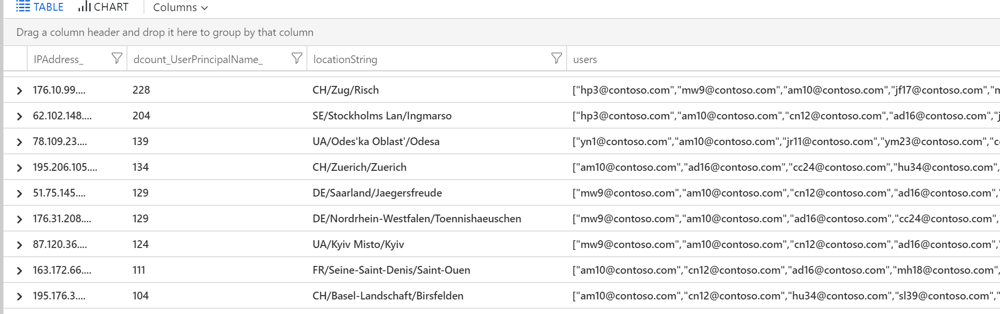 TABLE CHART Columns
Drag a column header and drop it here to group by that column
IPAddress_ dcount_UserPrincipalName_ locationString users
176.10.99.... 228 CH/Zug/Risch ["hp3@contoso.com","mw9@contoso.com","am10@contoso.com","jf17@contoso.com","m
62.102.148.... 204 SE/Stockholms Lan/Ingmarso ["hp3@contoso.com","am10@contoso.com","cn12@contoso.com","ad16@contoso.com","j
78.109.23.... 139 UA/Odes'ka Oblast'/Odesa ["yn1@contoso.com","am10@contoso.com","jr11@contoso.com","ym23@contoso.com","c
195.206.105.... 134 CH/Zuerich/Zuerich ["am10@contoso.com","ad16@contoso.com","cc24@contoso.com","hu34@contoso.com",
51.75.145.... 129 DE/Saarland/Jaegersfreude ["mw9@contoso.com","am10@contoso.com","cn12@contoso.com","ad16@contoso.com","
176.31.208.... 129 DE/Nordrhein-Westfalen/Toennishaeuschen ["mw9@contoso.com","am10@contoso.com","ad16@contoso.com","cc24@contoso.com","
87.120.36.... 124 UA/Kyiv Misto/Kyiv ["mw9@contoso.com","am10@contoso.com","cn12@contoso.com","ad16@contoso.com","
163.172.66.... 111 FR/Seine-Saint-Denis/Saint-Ouen ["am10@contoso.com","cn12@contoso.com","ad16@contoso.com","mh18@contoso.com",
195.176.3.... 104 CH/Basel-Landschaft/Birsfelden ["am10@contoso.com","cn12@contoso.com","hu34@contoso.com","sl39@contoso.com","